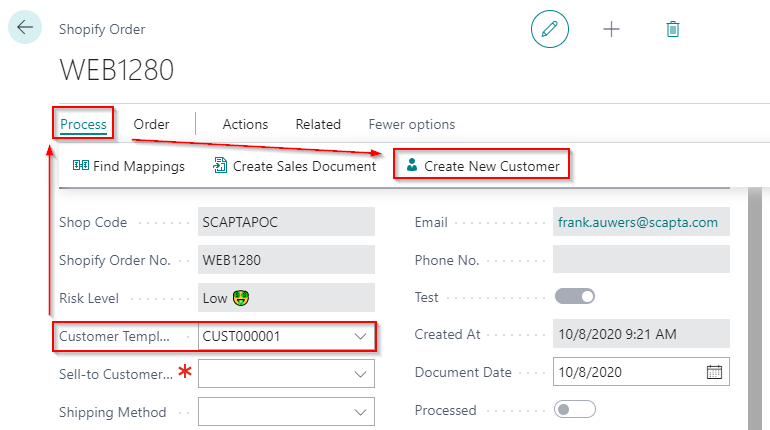 Shopify Order
WEB1280
Process Order Actions Related Fewer options
Find Mappings Create Sales Document Create New Customer
Shop Code SCAPTAPOC
Email frank.auwers@scapta.com
Shopify Order No. WEB1280
Phone No.
Risk Level Low 🤑
Test
Customer Templ... CUST000001
Created At 10/8/2020 9:21 AM
Sell-to Customer... *
Document Date 10/8/2020
Shipping Method
Processed